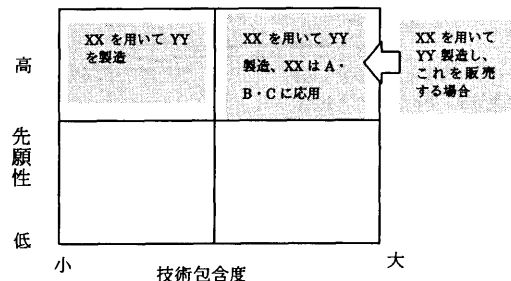 XX を用いて YY
を製造
XX を用いて YY
製造、XX は A・
B・C に応用
XX を用いて
YY 製造し、
これを販売
する場合
高
先願性
低
小
技術包含度
大